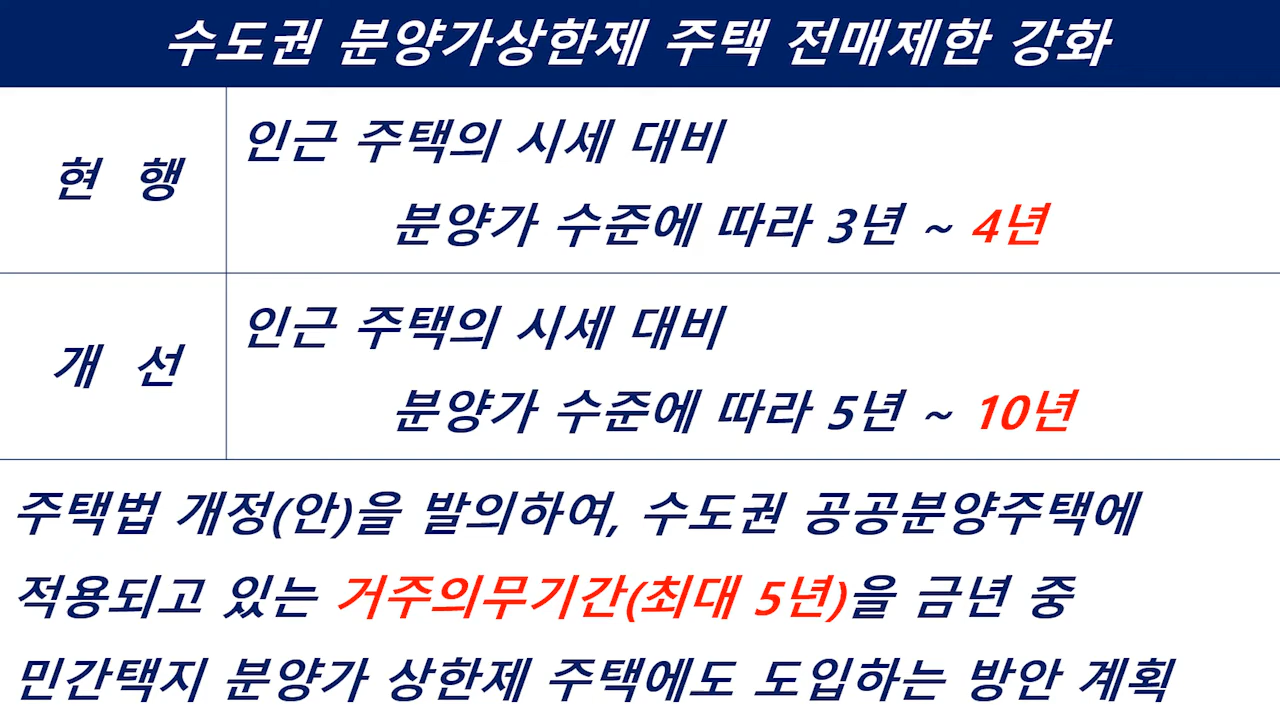 수도권 분양가상한제 주택 전매제한 강화
현 행
인근 주택의 시세 대비
분양가 수준에 따라 3년 ~ 4년
개 선
인근 주택의 시세 대비
분양가 수준에 따라 5년 ~ 10년
주택법 개정(안)을 발의하여, 수도권 공공분양주택에
적용되고 있는 거주의무기간(최대 5년)을 금년 중
민간택지 분양가 상한제 주택에도 도입하는 방안 계획